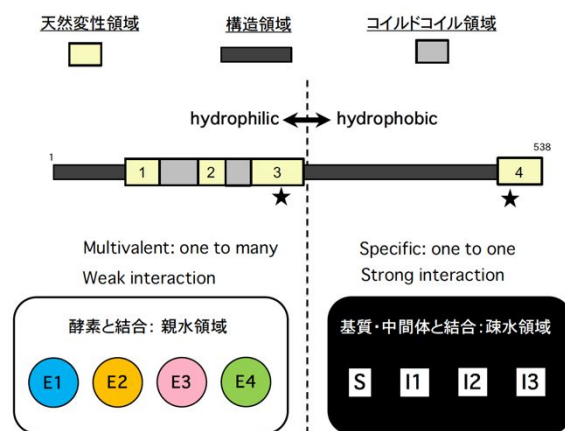 天然変性領域 構造領域 コイルドコイル領域
hydrophilic hydrophobic
1 538
1 2 3 4
Multivalent: one to many
Weak interaction
Specific: one to one
Strong interaction
酵素と結合: 親水領域
E1 E2 E3 E4
基質・中間体と結合: 疎水領域
S I1 I2 I3